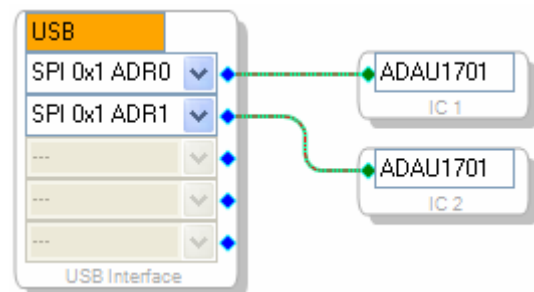 USB
SPI 0x1 ADR0
SPI 0x1 ADR1
---
---
---
USB Interface
ADAU1701
IC 1
ADAU1701
IC 2